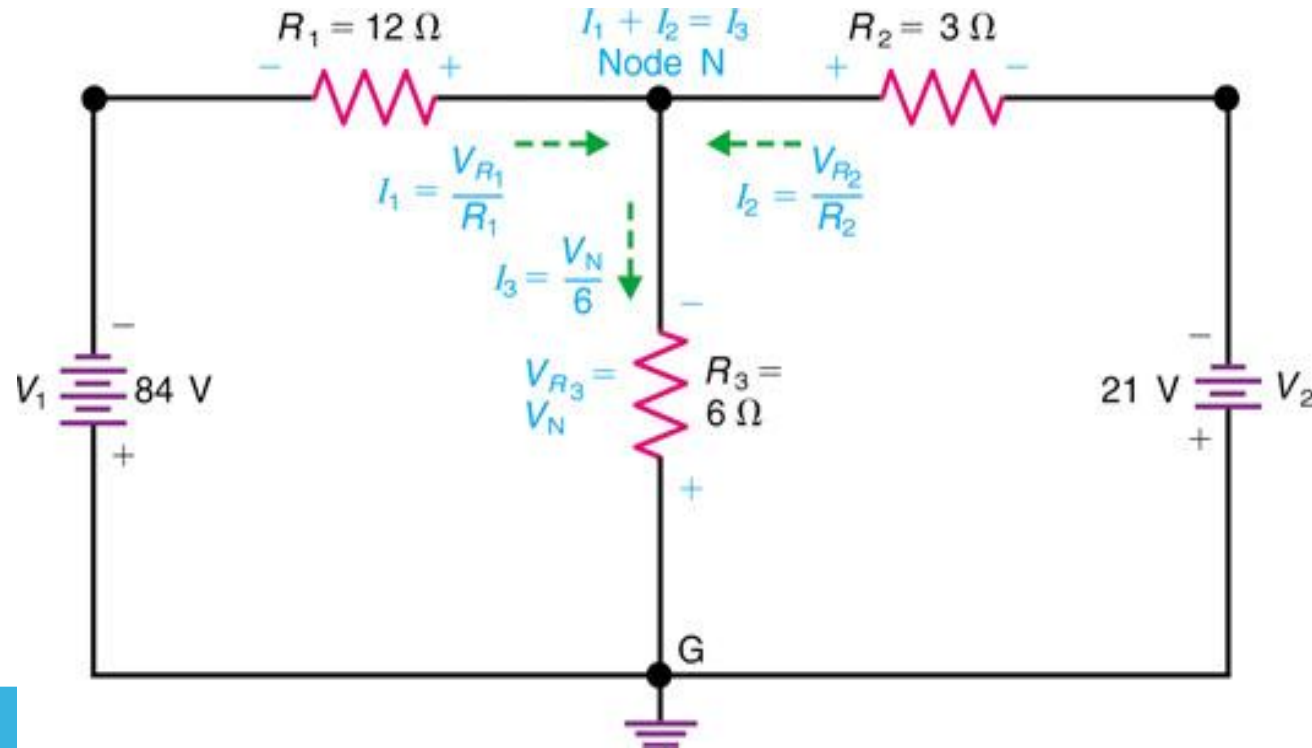 R₁ = 12 Ω
I₁ + I₂ = I₃
R₂ = 3 Ω
− +
Node N
+ −
I₁ = V_R₁ / R₁
I₂ = V_R₂ / R₂
I₃ = V_N / 6
−
−
−
V₁ 84 V
V_R₃ =
V_N
R₃ =
6 Ω
21 V V₂
+
+
+
G